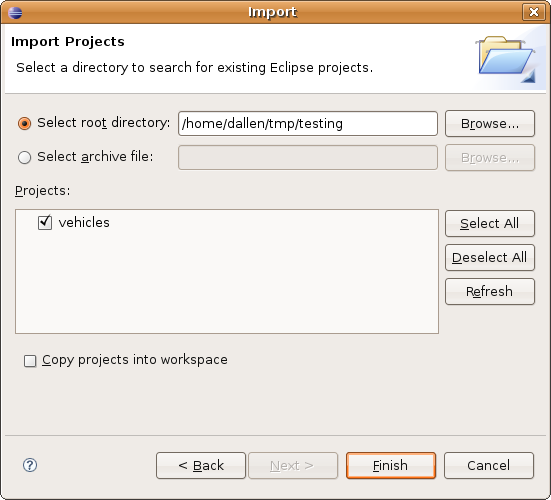 Import
Import Projects
Select a directory to search for existing Eclipse projects.
Select root directory: /home/dallen/tmp/testing Browse...
Select archive file: Browse...
Projects:
vehicles
Select All
Deselect All
Refresh
Copy projects into workspace
? < Back Next > Finish Cancel